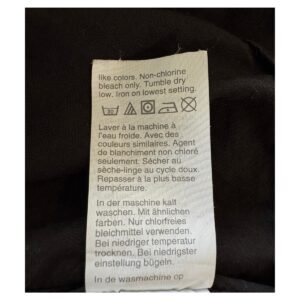 like colors. Non-chlorine
bleach only. Tumble dry
low. Iron on lowest setting.
Laver à la machine à
l'eau froide. Avec des
couleurs similaires. Agent
de blanchiment non chloré
seulement. Sécher au
sèche-linge au cycle doux.
Repasser à la plus basse
température.
In der maschine kalt
waschen. Mit ähnlichen
farben. Nur chlorfreies
bleichmittel verwenden.
Bei niedriger temperatur
trocknen. Bei niedrigster
einstellung bügeln.
In de wasmachine op